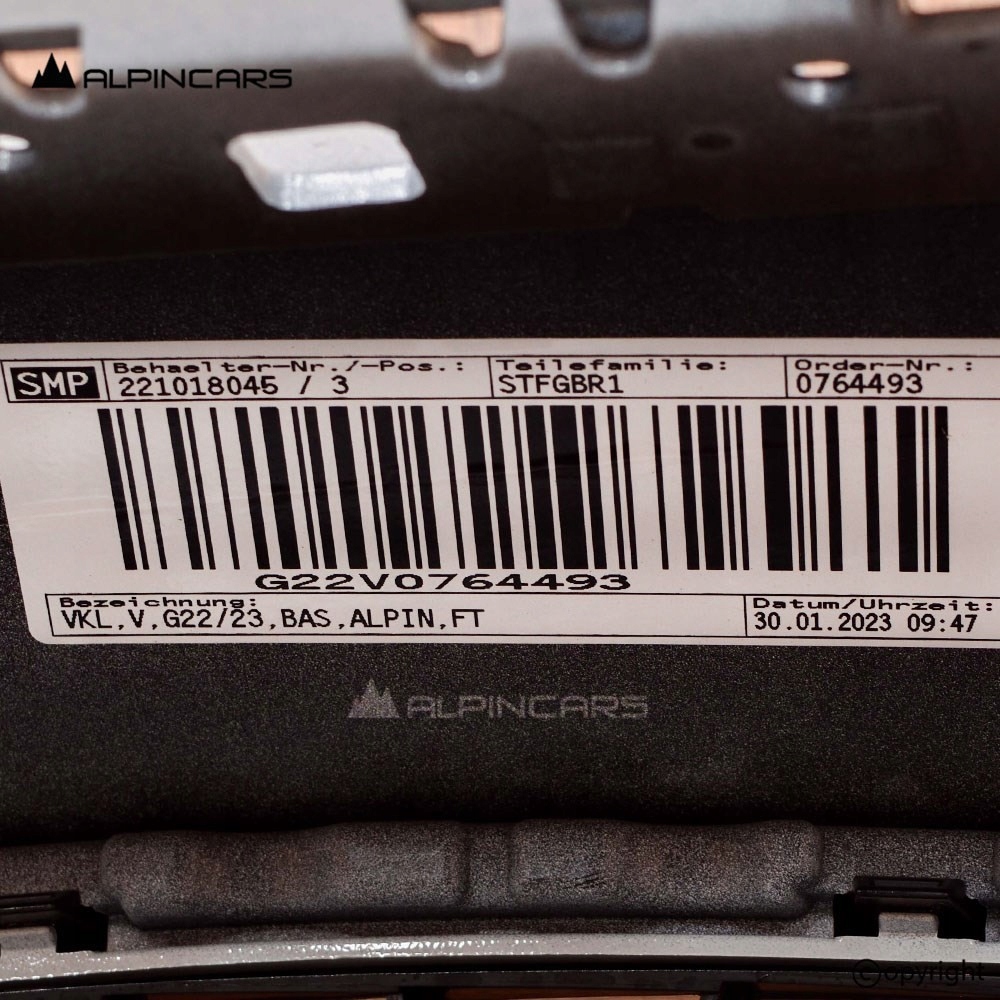 ALPINCARS
SMP
Behaelter-Nr./-Pos.: Teilefamilie: Order-Nr.:
221018045 / 3 STFGBR1 0764493
G22V0764493
Bezeichnung: Datum/Uhrzeit:
VKL,V,G22/23,BAS,ALPIN,FT 30.01.2023 09:47
ALPINCARS
©opyright